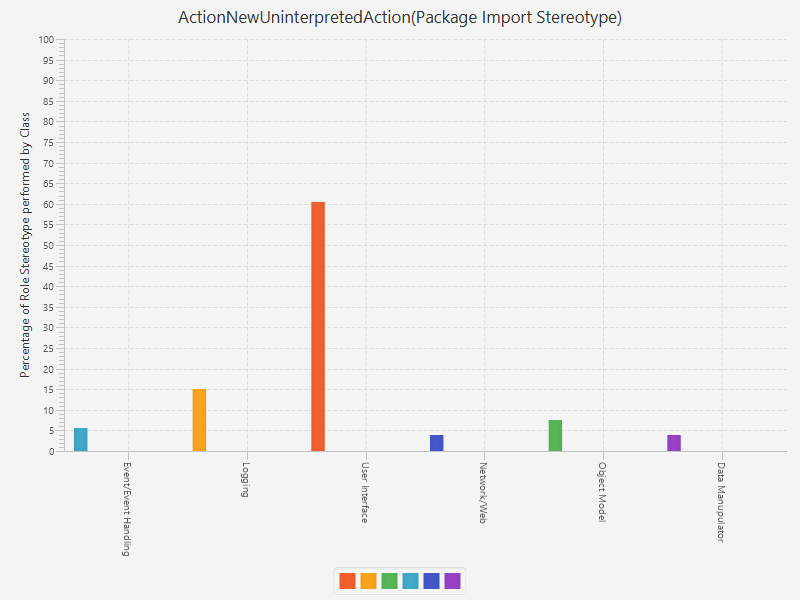 ActionNewUninterpretedAction(Package Import Stereotype)
Percentage of Role Stereotype performed by Class
100
95
90
85
80
75
70
65
60
55
50
45
40
35
30
25
20
15
10
5
0
Event/Event Handling
Logging
User Interface
Network/Web
Object Model
Data Manupulator